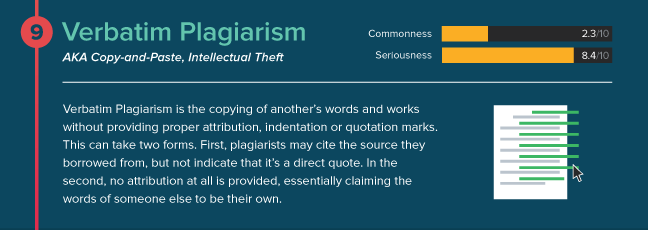 9 Verbatim Plagiarism
AKA Copy-and-Paste, Intellectual Theft
Commonness 2.3/10
Seriousness 8.4/10
Verbatim Plagiarism is the copying of another's words and works
without providing proper attribution, indentation or quotation marks.
This can take two forms. First, plagiarists may cite the source they
borrowed from, but not indicate that it's a direct quote. In the
second, no attribution at all is provided, essentially claiming the
words of someone else to be their own.